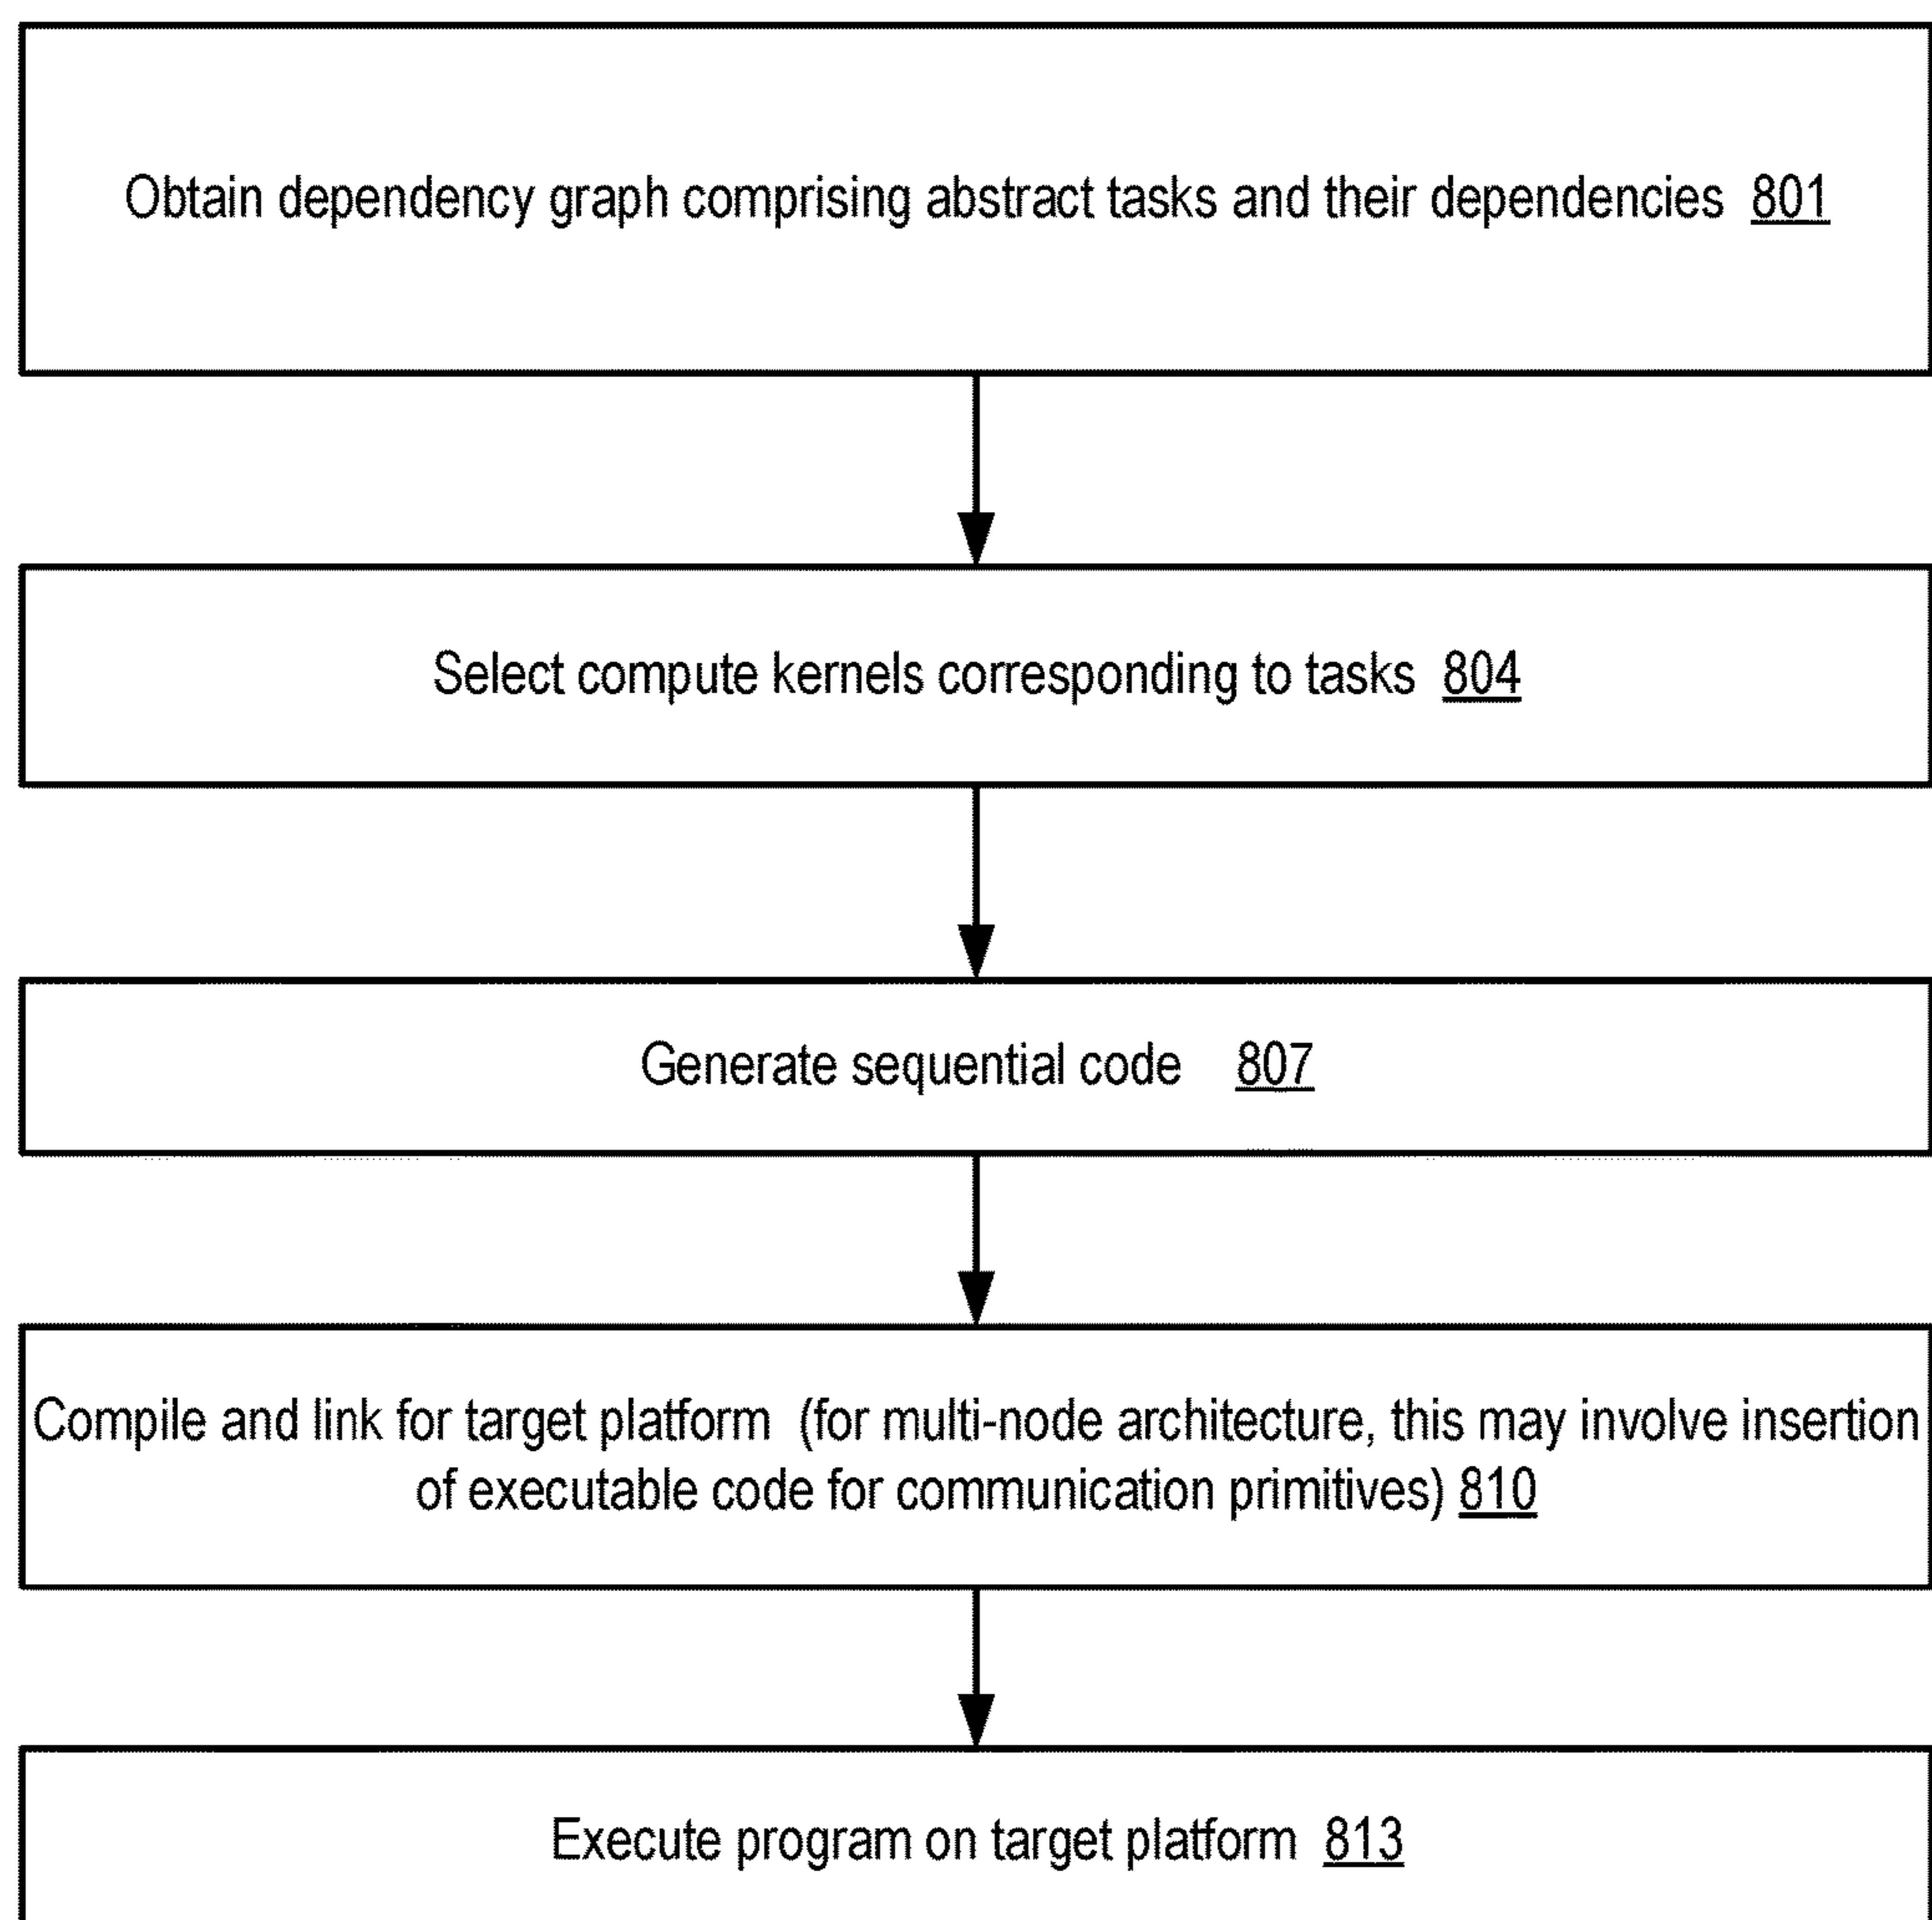 Obtain dependency graph comprising abstract tasks and their dependencies 801
Select compute kernels corresponding to tasks 804
Generate sequential code 807
Compile and link for target platform (for multi-node architecture, this may involve insertion
of executable code for communication primitives) 810
Execute program on target platform 813